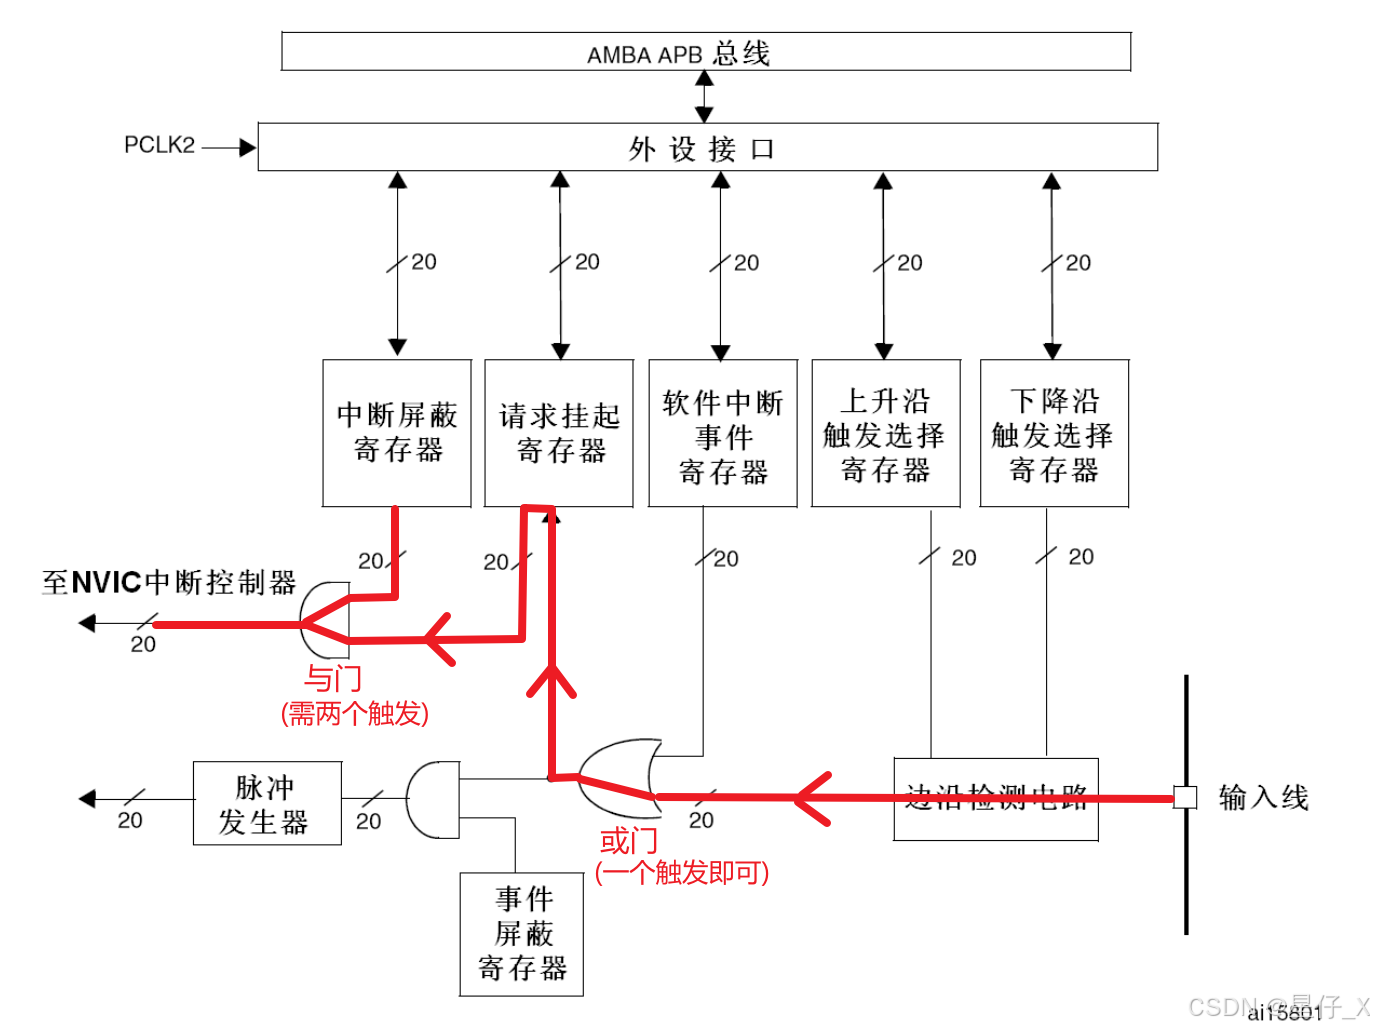 AMBA APB 总线
PCLK2
外设接口
20
20
20
20
20
中断屏蔽
寄存器
请求挂起
寄存器
软件中断
事件
寄存器
上升沿
触发选择
寄存器
下降沿
触发选择
寄存器
20
20
20
20
20
至NVIC中断控制器
20
与门
(需两个触发)
脉冲
发生器
20
20
或门
(一个触发即可)
20
边沿检测电路
输入线
事件
屏蔽
寄存器
ai15801
CSDN @星仔_X